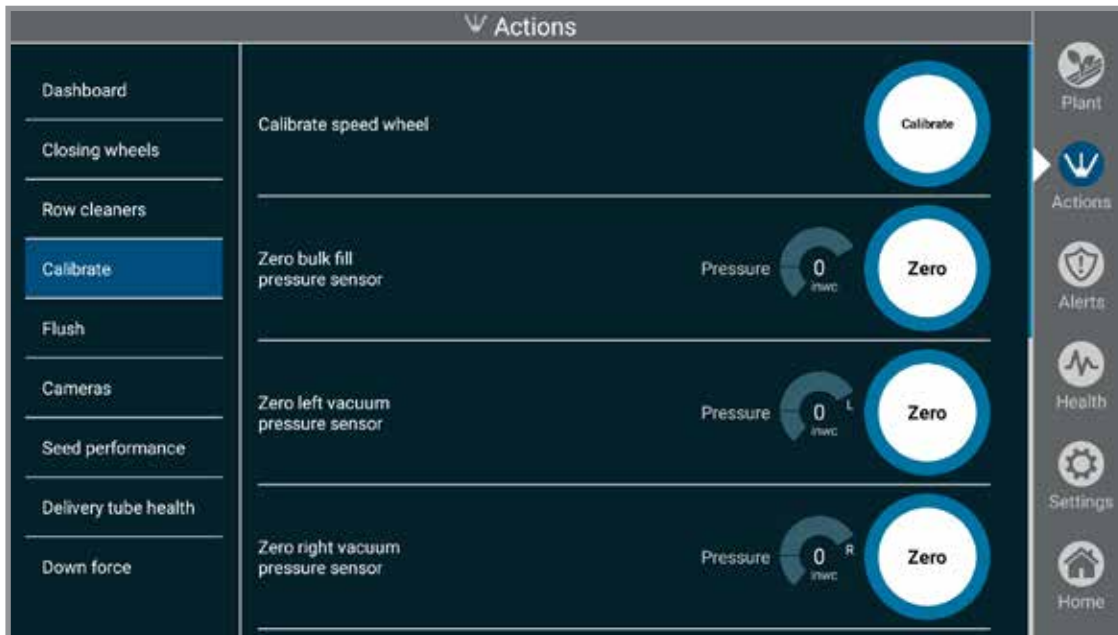 Actions
Dashboard
Closing wheels
Row cleaners
Calibrate
Flush
Cameras
Seed performance
Delivery tube health
Down force
Calibrate speed wheel
Calibrate
Zero bulk fill
pressure sensor
Pressure
0
inwc
Zero
Zero left vacuum
pressure sensor
Pressure
0
L
inwc
Zero
Zero right vacuum
pressure sensor
Pressure
0
R
inwc
Zero
Plant
Actions
Alerts
Health
Settings
Home